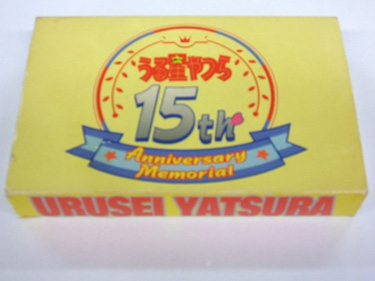 うる星やつら
15th
Anniversary
Memorial
URUSEI YATSURA